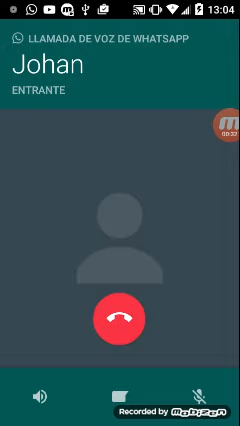 13:04
LLAMADA DE VOZ DE WHATSAPP
Johan
ENTRANTE
00:32
Recorded by mobizen